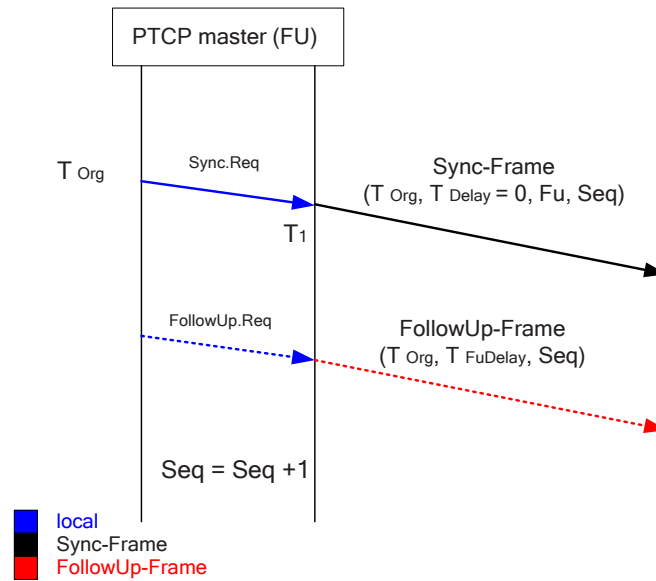 PTCP master (FU)
Sync.Req
T Org
Sync-Frame
(T Org, T Delay = 0, Fu, Seq)
T1
FollowUp.Req
FollowUp-Frame
(T Org, T FuDelay, Seq)
Seq = Seq +1
local
Sync-Frame
FollowUp-Frame